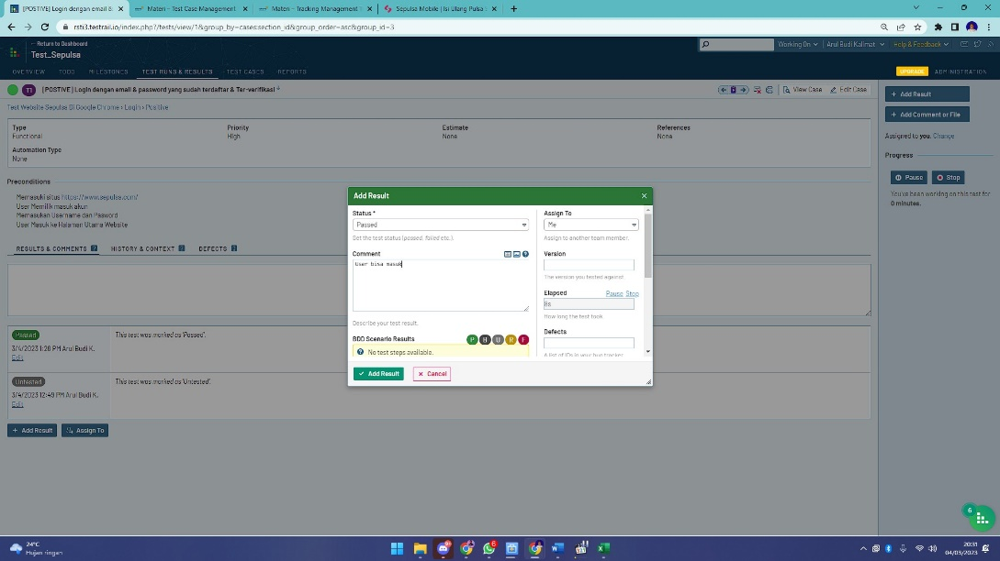 [POSTIVE] Login dengan email &
Materi – Test Case Management
Materi – Tracking Management T
Sepulsa Mobile | Isi Ulang Pulsa
rsti3.testrail.io/index.php?/tests/view/1&group_by=cases:section_id&group_order=asc&group_id=3
← Return to Dashboard
Test_Sepulsa
Working On
Arul Budi Kalimat
Help & Feedback
OVERVIEW TODO MILESTONES TEST RUNS & RESULTS TEST CASES REPORTS
UPGRADE ADMINISTRATION
T1 [POSTIVE] Login dengan email & password yang sudah terdaftar & Ter-verifikasi
View Case Edit Case
Test Website Sepulsa Di Google Chrome › Login › Positive
Type Priority Estimate References
Functional High None None
Automation Type
None
Preconditions
Memasuki situs https://www.sepulsa.com/
User Memilik masuk akun
Memasukan Username dan Pasword
User Masuk ke Halaman Utama Website
RESULTS & COMMENTS ? HISTORY & CONTEXT DEFECTS
Passed
3/4/2023 1:28 PM Arul Budi K.
Edit
This test was marked as 'Passed'.
Untested
3/4/2023 12:49 PM Arul Budi K.
Edit
This test was marked as 'Untested'.
+ Add Result
Assign To
Add Result
Status *
Passed
Set the test status (passed, failed etc.).
Comment
User bisa masuk
Describe your test result.
BDD Scenario Results
P B U R F
No test steps available.
Assign To
Me
Assign to another team member.
Version
The version you tested against.
Elapsed
Pause Stop
8s
How long the test took.
Defects
A list of IDs in your bug tracker.
Add Result
Cancel
+ Add Result
+ Add Comment or File
Assigned to you. Change
Progress
Pause
Stop
You've been working on this test for
0 minutes.
6
24°C
Hujan ringan
6
20:31
04/03/2023